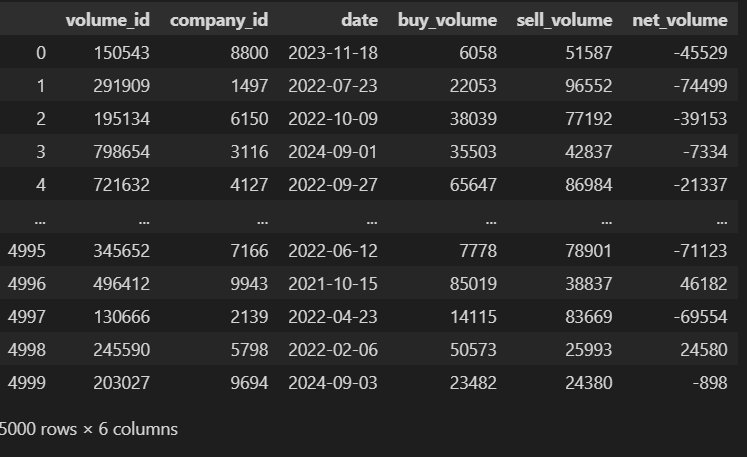 volume_id company_id date buy_volume sell_volume net_volume
0 150543 8800 2023-11-18 6058 51587 -45529
1 291909 1497 2022-07-23 22053 96552 -74499
2 195134 6150 2022-10-09 38039 77192 -39153
3 798654 3116 2024-09-01 35503 42837 -7334
4 721632 4127 2022-09-27 65647 86984 -21337
... ... ... ... ... ... ...
4995 345652 7166 2022-06-12 7778 78901 -71123
4996 496412 9943 2021-10-15 85019 38837 46182
4997 130666 2139 2022-04-23 14115 83669 -69554
4998 245590 5798 2022-02-06 50573 25993 24580
4999 203027 9694 2024-09-03 23482 24380 -898
5000 rows × 6 columns